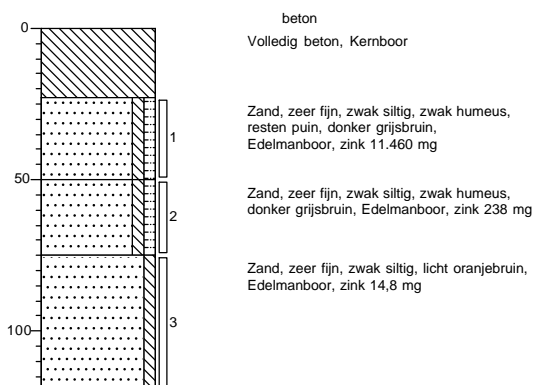 beton
0
Volledig beton, Kernboor
Zand, zeer fijn, zwak siltig, zwak humeus,
resten puin, donker grijsbruin,
Edelmanboor, zink 11.460 mg
1
50
Zand, zeer fijn, zwak siltig, zwak humeus,
donker grijsbruin, Edelmanboor, zink 238 mg
2
Zand, zeer fijn, zwak siltig, licht oranjebruin,
Edelmanboor, zink 14,8 mg
3
100